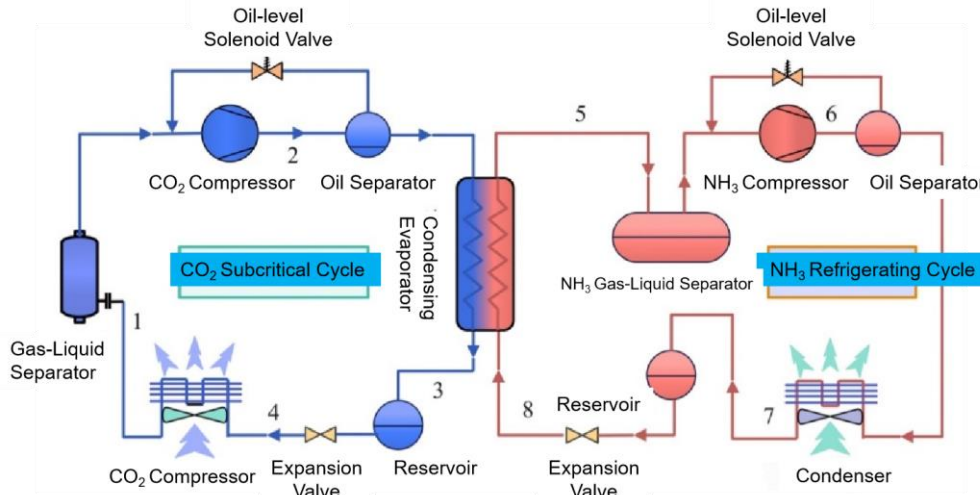 Oil-level
Solenoid Valve
Oil-level
Solenoid Valve
2
CO₂ Compressor
Oil Separator
5
6
NH₃ Compressor
Oil Separator
Condensing
Evaporator
CO₂ Subcritical Cycle
NH₃ Gas-Liquid Separator
NH₃ Refrigerating Cycle
1
Gas-Liquid
Separator
3
4
CO₂ Compressor
Expansion
Valve
Reservoir
8
Reservoir
Expansion
Valve
7
Condenser